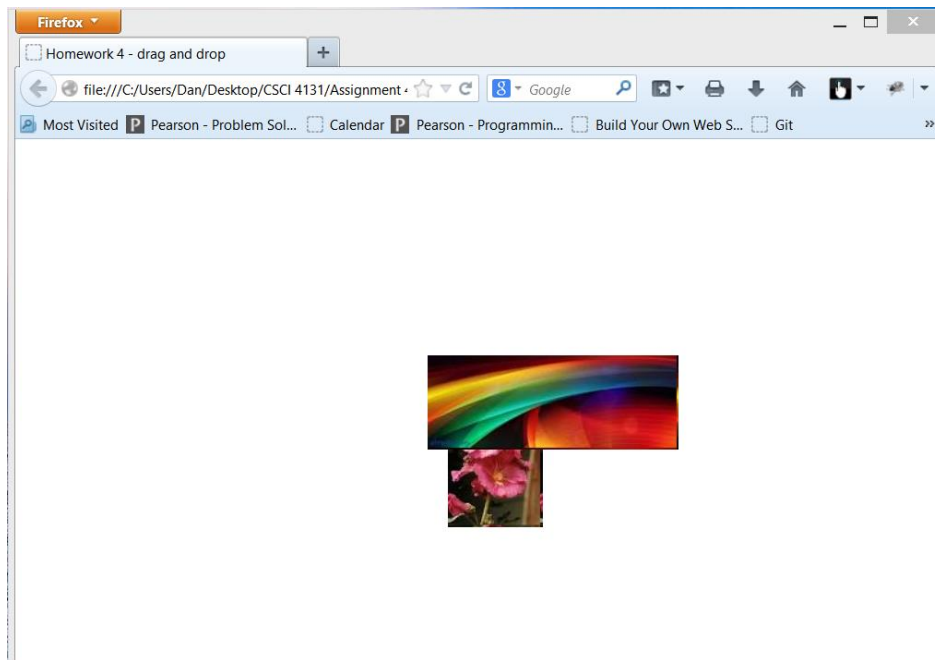 Firefox
Homework 4 - drag and drop
file:///C:/Users/Dan/Desktop/CSCI 4131/Assignment Google
Most Visited Pearson - Problem Sol... Calendar Pearson - Programmin... Build Your Own Web S... Git